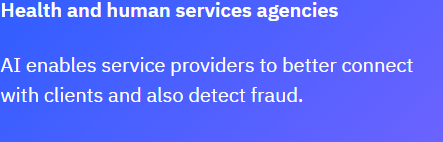 Health and human services agencies
AI enables service providers to better connect
with clients and also detect fraud.